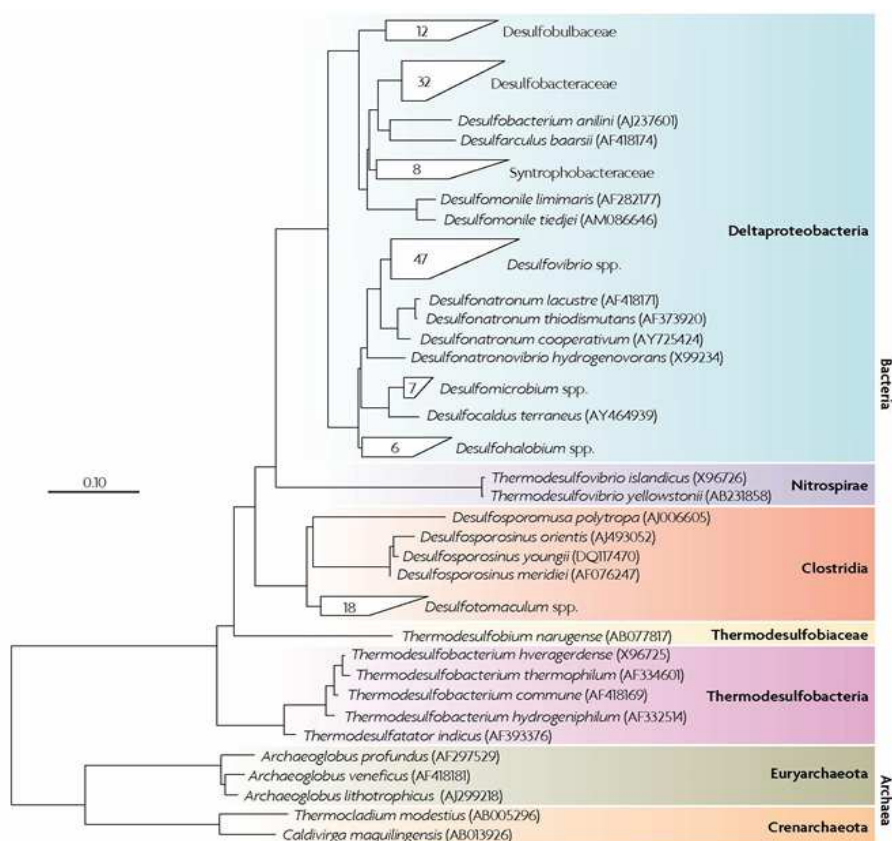 12 Desulfobulbaceae
32 Desulfobacteraceae
Desulfobacterium anilini (AJ237601)
Desulfarculus baarsii (AF418174)
8 Syntrophobacteraceae
Desulfomonile limimaris (AF282177)
Desulfomonile tiedjei (AM086646)
Deltaproteobacteria
47 Desulfovibrio spp.
Desulfonatronum lacustre (AF418171)
Desulfonatronum thiodismutans (AF373920)
Desulfonatronum cooperativum (AY725424)
Desulfonatronovibrio hydrogenovorans (X99234)
7 Desulfomicrobium spp.
Desulfocaldus terraneus (AY464939)
6 Desulfohalobium spp.
Bacteria
0.10
Thermodesulfovibrio islandicus (X96726)
Thermodesulfovibrio yellowstonii (AB231858)
Nitrospirae
Desulfosporomusa polytropa (AJ006605)
Desulfosporosinus orientis (AJ493052)
Desulfosporosinus youngii (DQ117470)
Desulfosporosinus meridiei (AF076247)
Clostridia
18 Desulfotomaculum spp.
Thermodesulfobium narugense (AB077817) Thermodesulfobiaceae
Thermodesulfobacterium hveragerdense (X96725)
Thermodesulfobacterium thermophilum (AF334601)
Thermodesulfobacterium commune (AF418169)
Thermodesulfobacteria
Thermodesulfobacterium hydrogeniphilum (AF332514)
Thermodesulfatator indicus (AF393376)
Archaeoglobus profundus (AF297529)
Archaeoglobus veneficus (AF418181)
Euryarchaeota
Archaeoglobus lithotrophicus (AJ299218)
Archaea
Thermocladium modestius (AB005296)
Caldivirga maquilingensis (AB013926)
Crenarchaeota